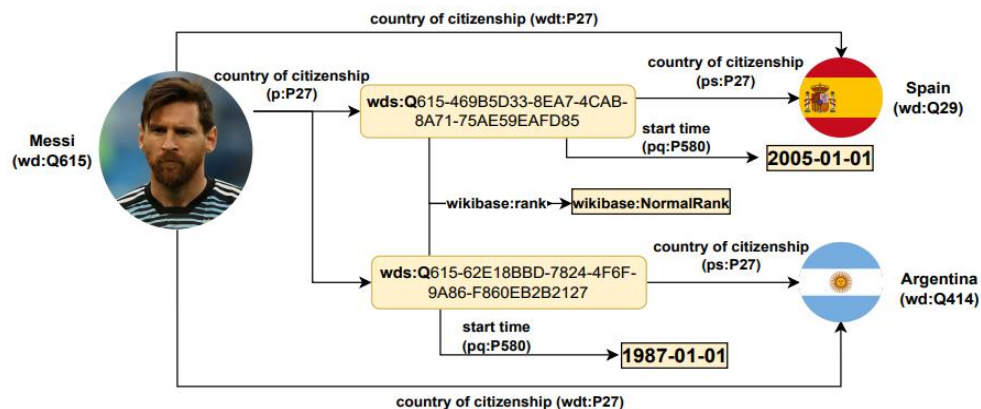 country of citizenship (wdt:P27)
country of citizenship
(p:P27)
country of citizenship
(ps:P27)
Spain
(wd:Q29)
wds:Q615-469B5D33-8EA7-4CAB-
8A71-75AE59EAFD85
start time
(pq:P580)
Messi
(wd:Q615)
2005-01-01
wikibase:rank
wikibase:NormalRank
country of citizenship
(ps:P27)
wds:Q615-62E18BBD-7824-4F6F-
9A86-F860EB2B2127
Argentina
(wd:Q414)
start time
(pq:P580)
1987-01-01
country of citizenship (wdt:P27)